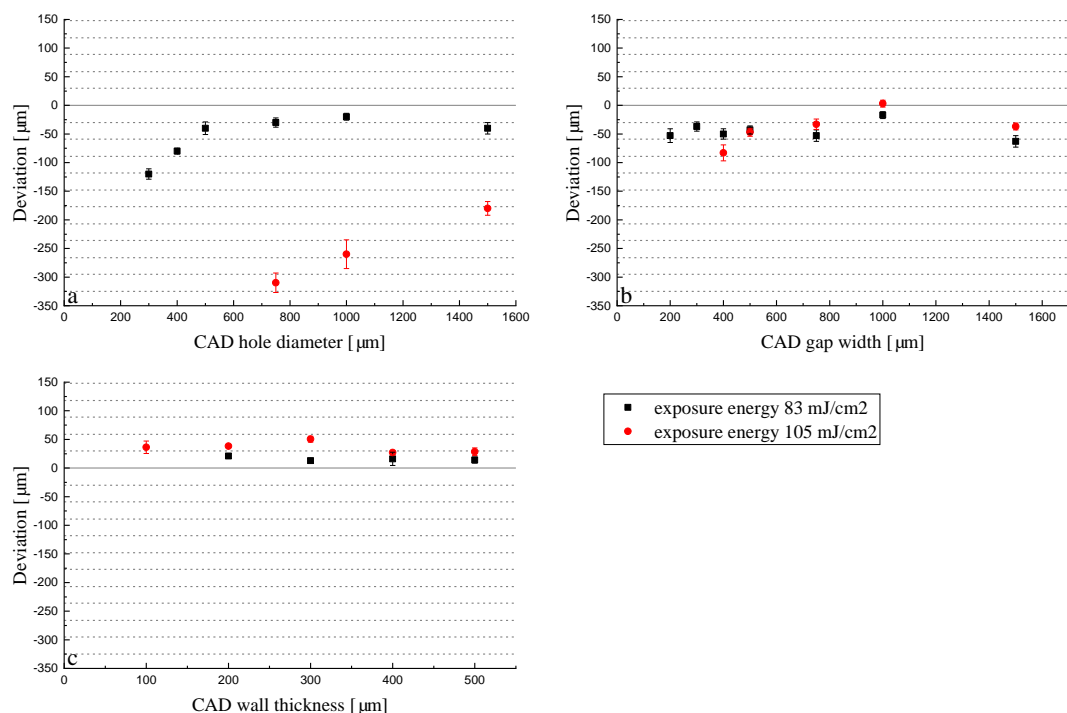 150
100
50
0
-50
-100
-150
-200
-250
-300
-350
Deviation [µm]
a
0 200 400 600 800 1000 1200 1400 1600
CAD hole diameter [µm]
150
100
50
0
-50
-100
-150
-200
-250
-300
-350
Deviation [µm]
b
0 200 400 600 800 1000 1200 1400 1600
CAD gap width [µm]
150
100
50
0
-50
-100
-150
-200
-250
-300
-350
Deviation [µm]
c
0 100 200 300 400 500
CAD wall thickness [µm]
exposure energy 83 mJ/cm2
exposure energy 105 mJ/cm2